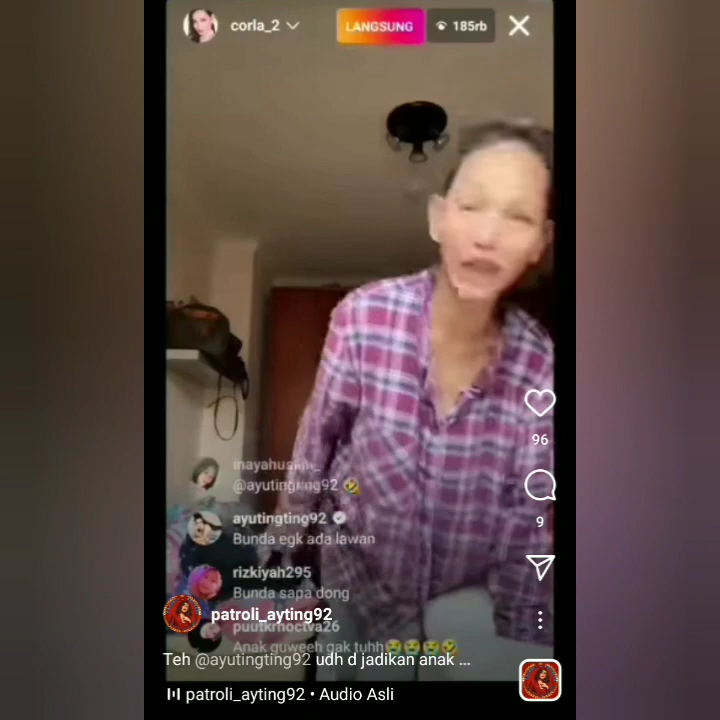 corla_2
LANGSUNG
185rb
@ayutingting92 🤣
ayutingting92
Bunda egk ada lawan
rizkiyah295
Bunda sapa dong
patroli_ayting92
Anak guweeh gak tuhh😭😭😭🤣
Teh @ayutingting92 udh d jadikan anak ...
patroli_ayting92 • Audio Asli
96
9